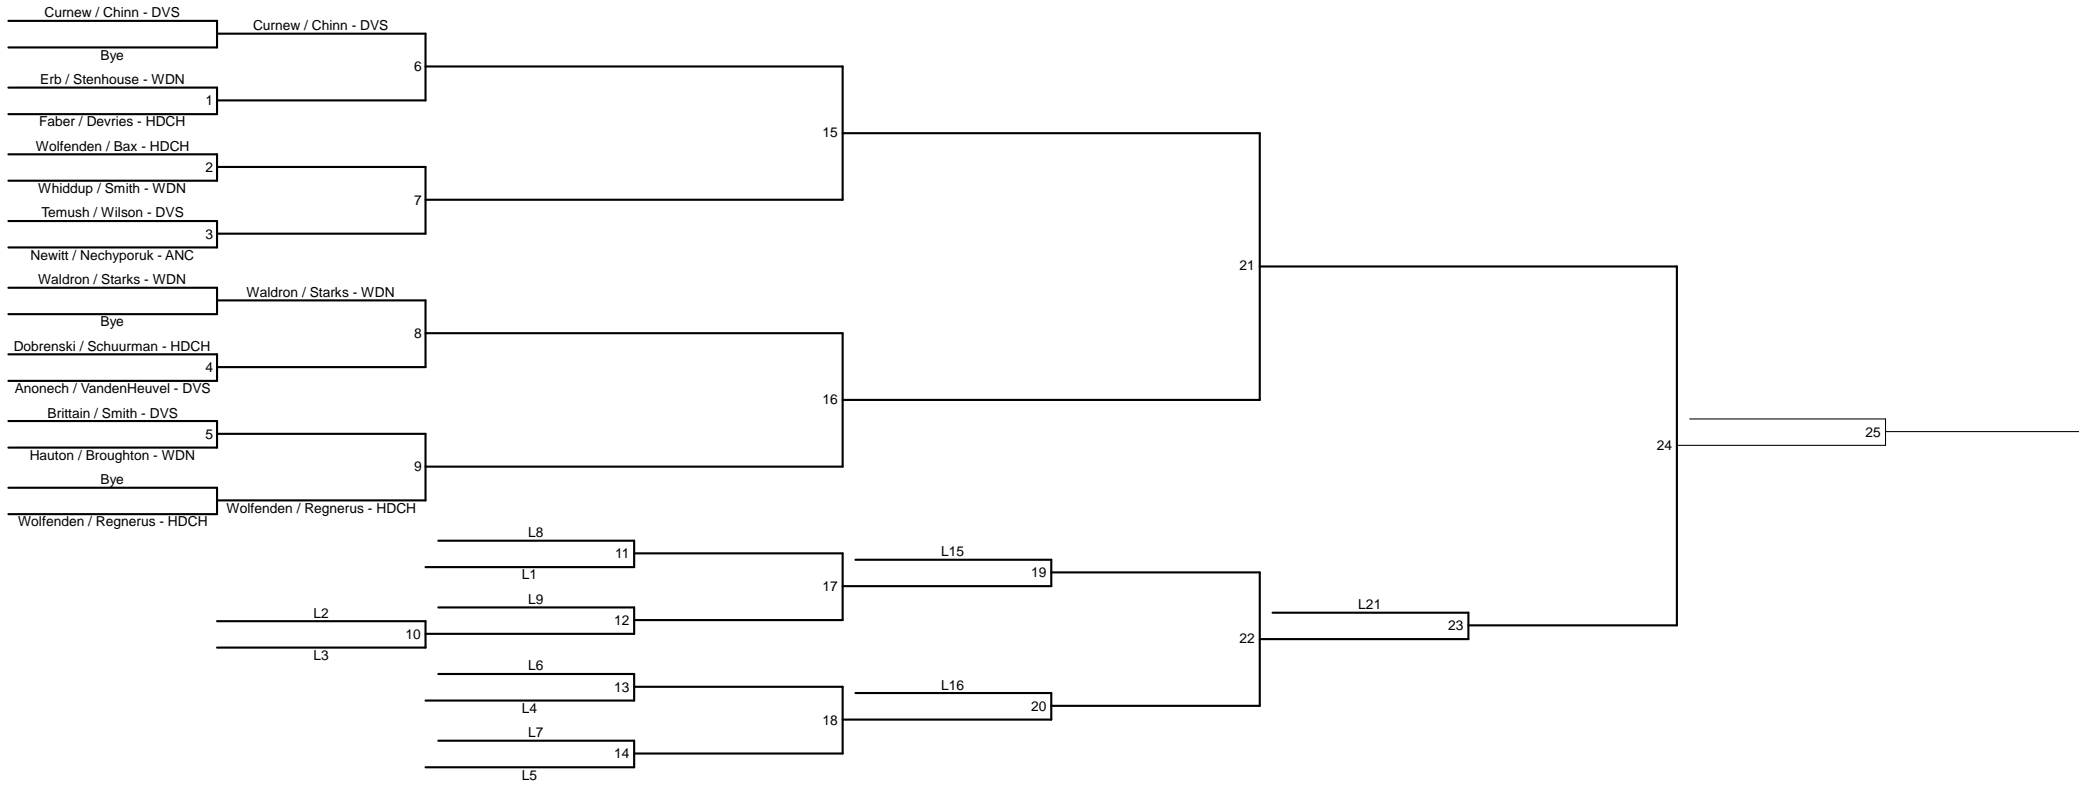 Curnew / Chinn - DVS
Curnew / Chinn - DVS
Bye
6
Erb / Stenhouse - WDN
1
Faber / Devries - HDCH
15
Wolfenden / Bax - HDCH
2
Whiddup / Smith - WDN
7
Temush / Wilson - DVS
3
Newitt / Nechyporuk - ANC
21
Waldron / Starks - WDN
Waldron / Starks - WDN
Bye
8
Dobrenski / Schuurman - HDCH
4
Anonech / VandenHeuvel - DVS
16
Brittain / Smith - DVS
5
25
24
Hauton / Broughton - WDN
9
Bye
Wolfenden / Regnerus - HDCH
Wolfenden / Regnerus - HDCH
L8
11
L15
L1
19
17
L9
L21
L2
12
23
10
22
L3
L6
L16
13
L4
20
18
L7
14
L5